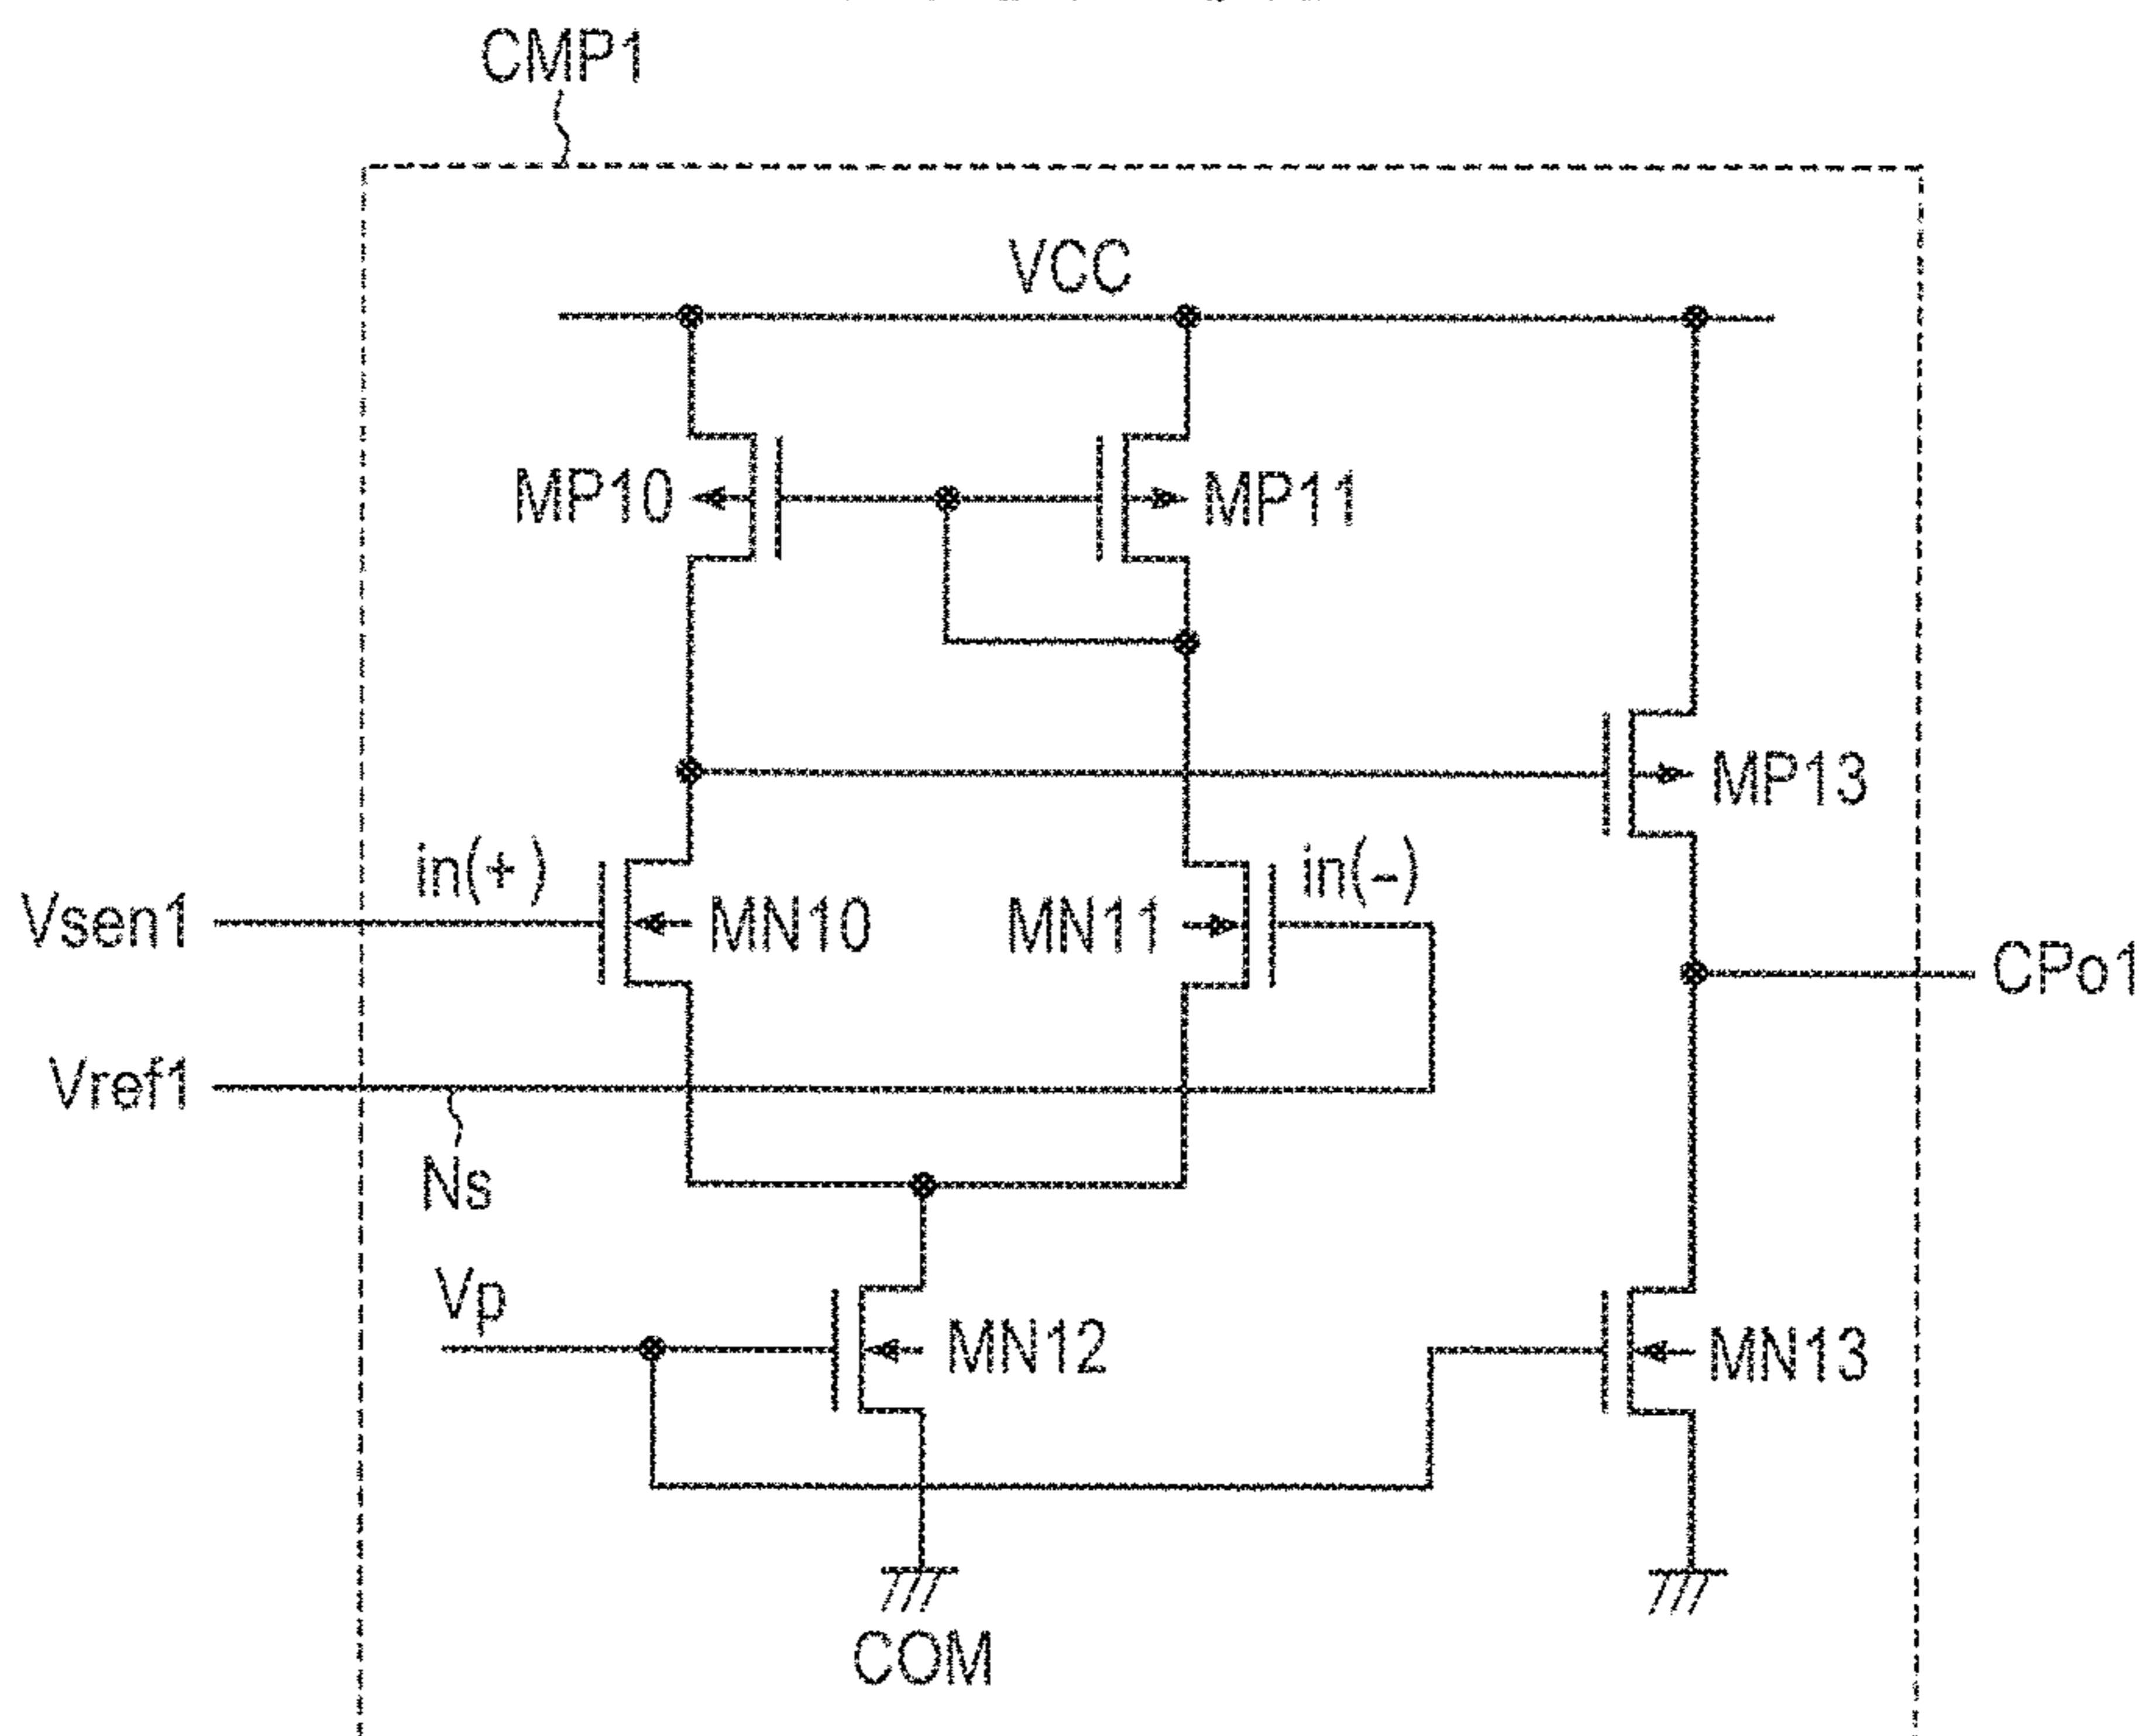 CMP1
VCC
MP10
MP11
MP13
in(+)
in(-)
Vsen1
MN10
MN11
CPo1
Vref1
Ns
Vp
MN12
MN13
COM